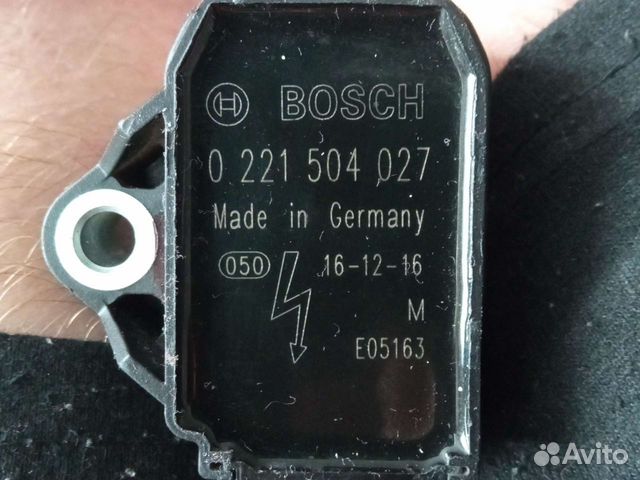 BOSCH
0 221 504 027
Made in Germany
050 16-12-16
M
E05163
Avito